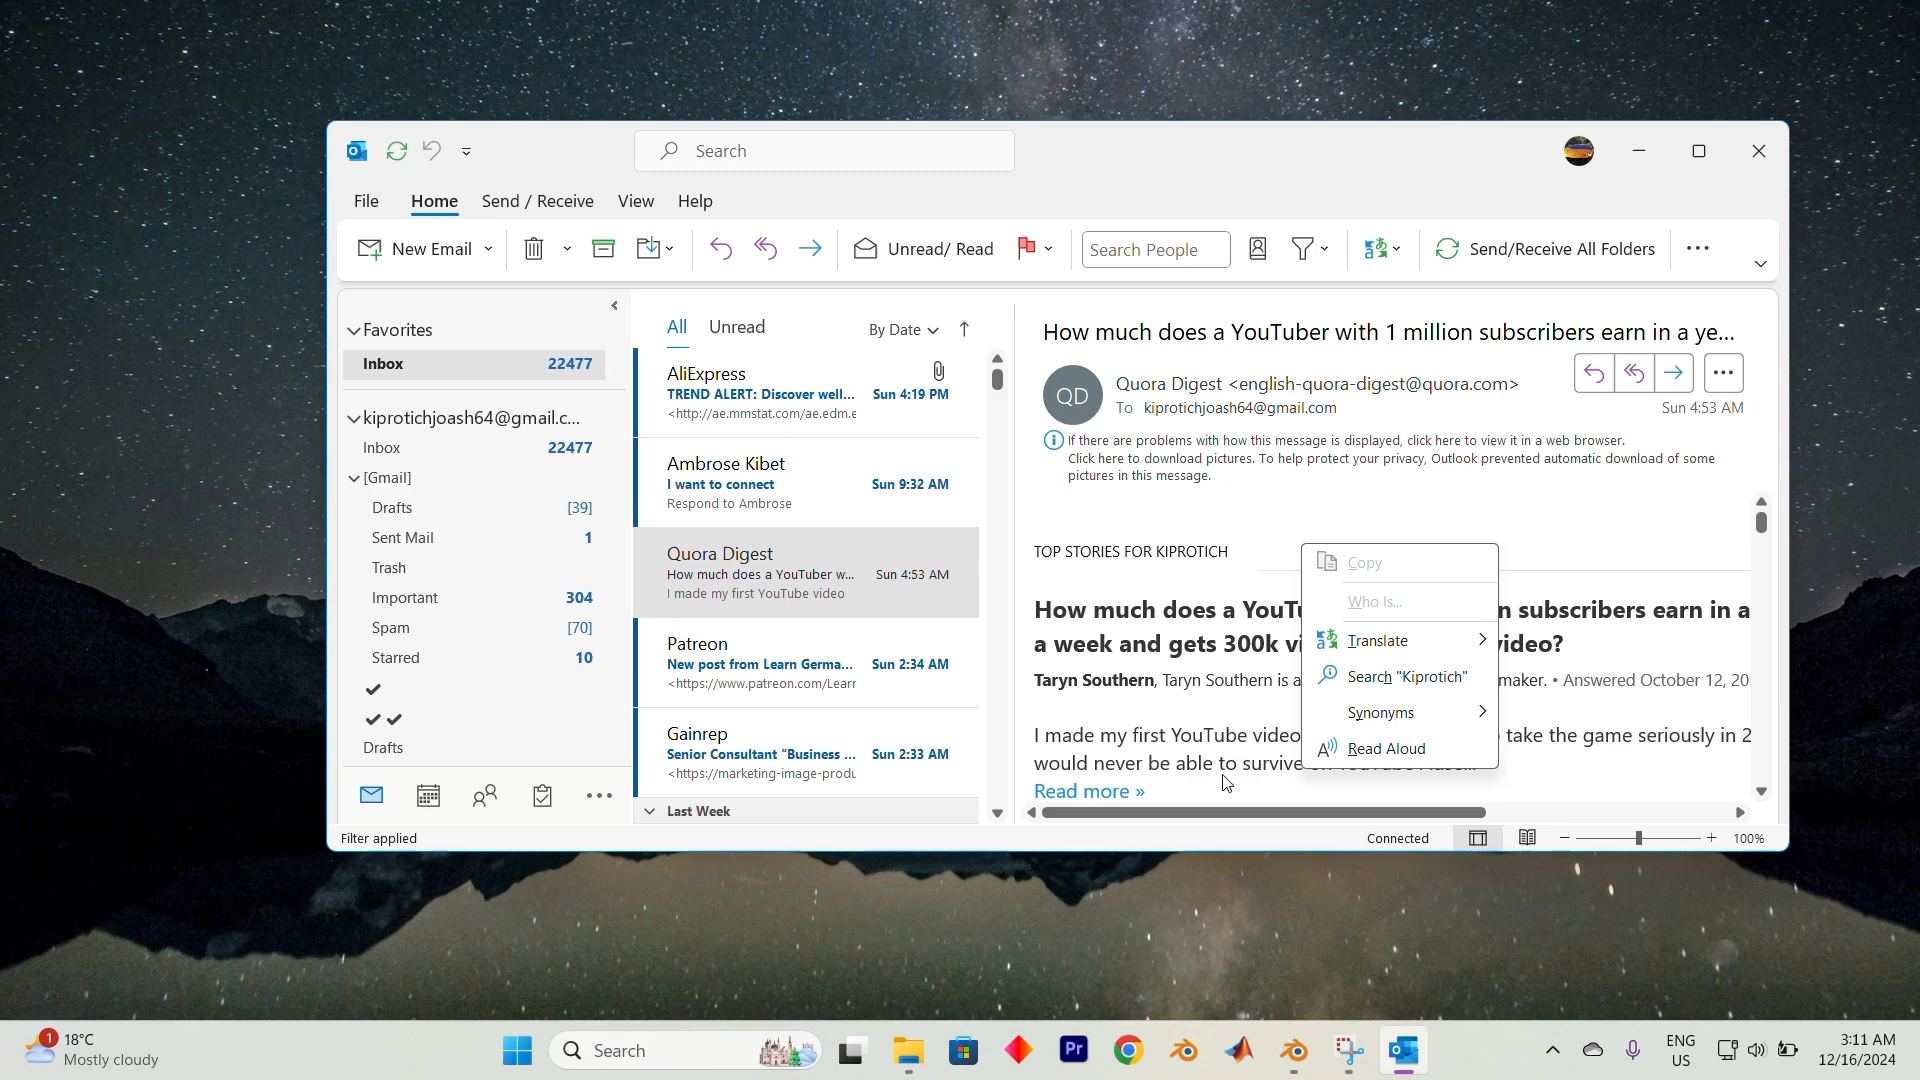 Search
File Home Send / Receive View Help
New Email Unread/ Read Search People Send/Receive All Folders
Favorites
Inbox 22477
kiprotichjoash64@gmail.c...
Inbox 22477
[Gmail]
Drafts [39]
Sent Mail 1
Trash
Important 304
Spam [70]
Starred 10
Drafts
Filter applied
All Unread By Date
AliExpress
TREND ALERT: Discover well... Sun 4:19 PM
<http://ae.mmstat.com/ae.edm.e
Ambrose Kibet
I want to connect Sun 9:32 AM
Respond to Ambrose
Quora Digest
How much does a YouTuber w... Sun 4:53 AM
I made my first YouTube video
Patreon
New post from Learn Germa... Sun 2:34 AM
<https://www.patreon.com/Lear
Gainrep
Senior Consultant "Business ... Sun 2:33 AM
<https://marketing-image-produ
Last Week
How much does a YouTuber with 1 million subscribers earn in a ye...
QD
Quora Digest <english-quora-digest@quora.com>
To kiprotichjoash64@gmail.com
Sun 4:53 AM
If there are problems with how this message is displayed, click here to view it in a web browser.
Click here to download pictures. To help protect your privacy, Outlook prevented automatic download of some
pictures in this message.
TOP STORIES FOR KIPROTICH
How much does a YouT n subscribers earn in a
a week and gets 300k vi video?
Taryn Southern, Taryn Southern is a maker. • Answered October 12, 20
I made my first YouTube video take the game seriously in 2
would never be able to survive
Read more »
Copy
Who Is...
Translate
Search "Kiprotich"
Synonyms
Read Aloud
Connected
100%
1
18°C
Mostly cloudy
Search
Pr
ENG
US
3:11 AM
12/16/2024